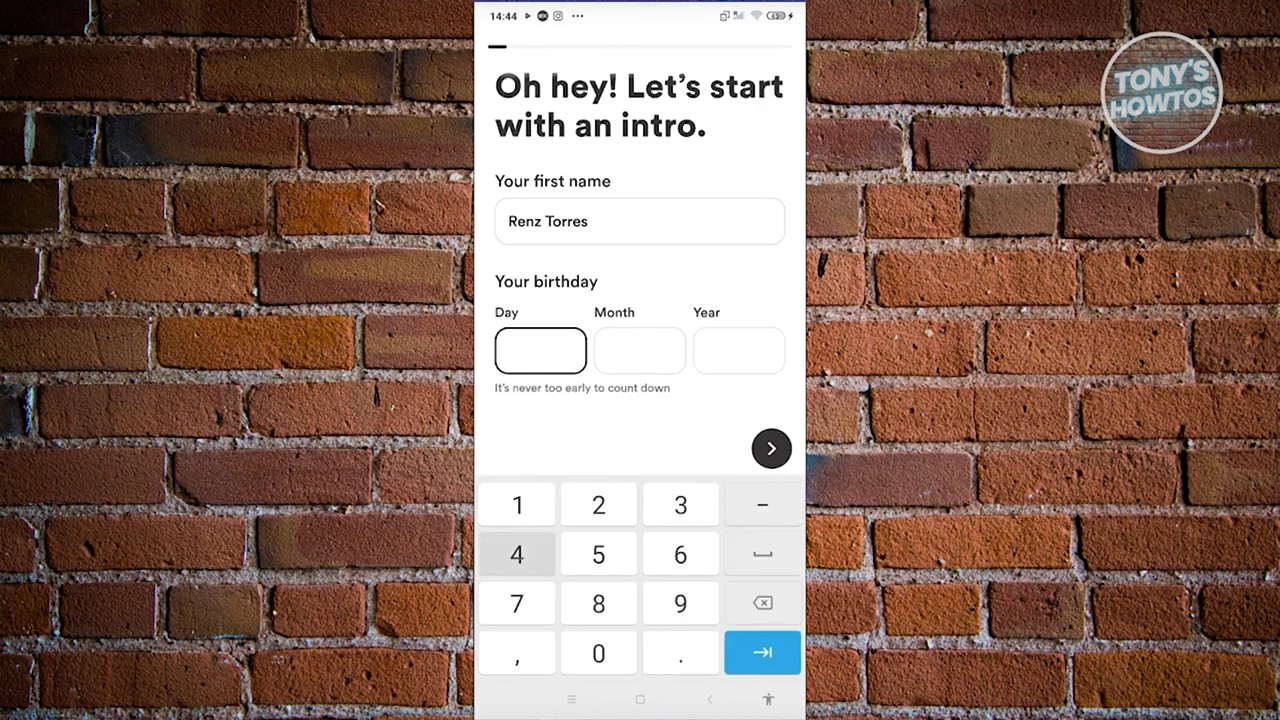 14:44
TONY'S
HOWTOS
Oh hey! Let's start
with an intro.
Your first name
Renz Torres
Your birthday
Day Month Year
It's never too early to count down
1 2 3 -
4 5 6
7 8 9
, 0 .